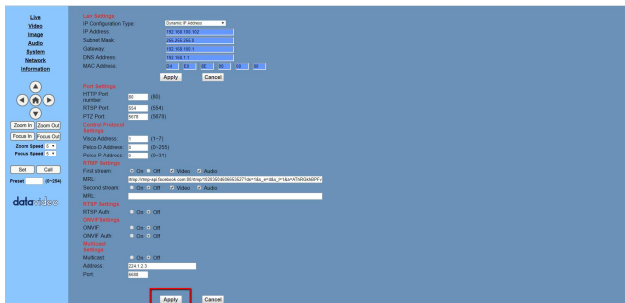 Live
Video
Image
Audio
System
Network
Information
Zoom In Zoom Out
Focus In Focus Out
Zoom Speed 5
Focus Speed 5
Set Call
Preset (0~254)
datavideo
Lan Settings
IP Configuration Type: Dynamic IP Address
IP Address 192.168.100.102
Subnet Mask: 255.255.255.0
Gateway: 192.168.100.1
DNS Address: 192.168.1.1
MAC Address:
Apply Cancel
Port Settings
HTTP Port number 80 (80)
RTSP Port: 554 (554)
PTZ Port: 5678 (5678)
Control Protocol Settings
Visca Address: (1~7)
Pelco-D Address: (0~255)
Pelco-P Address: (0~31)
RTMP Settings
First stream: On Off Video Audio
MRL:
Second stream: On Off Video Audio
MRL:
RTSP Settings
RTSP Auth: On Off
ONVIF Settings
ONVIF: On Off
ONVIF Auth: On Off
Multicast Settings
Multicast: On Off
Address: 224.1.2.3
Port: 6688
Apply Cancel